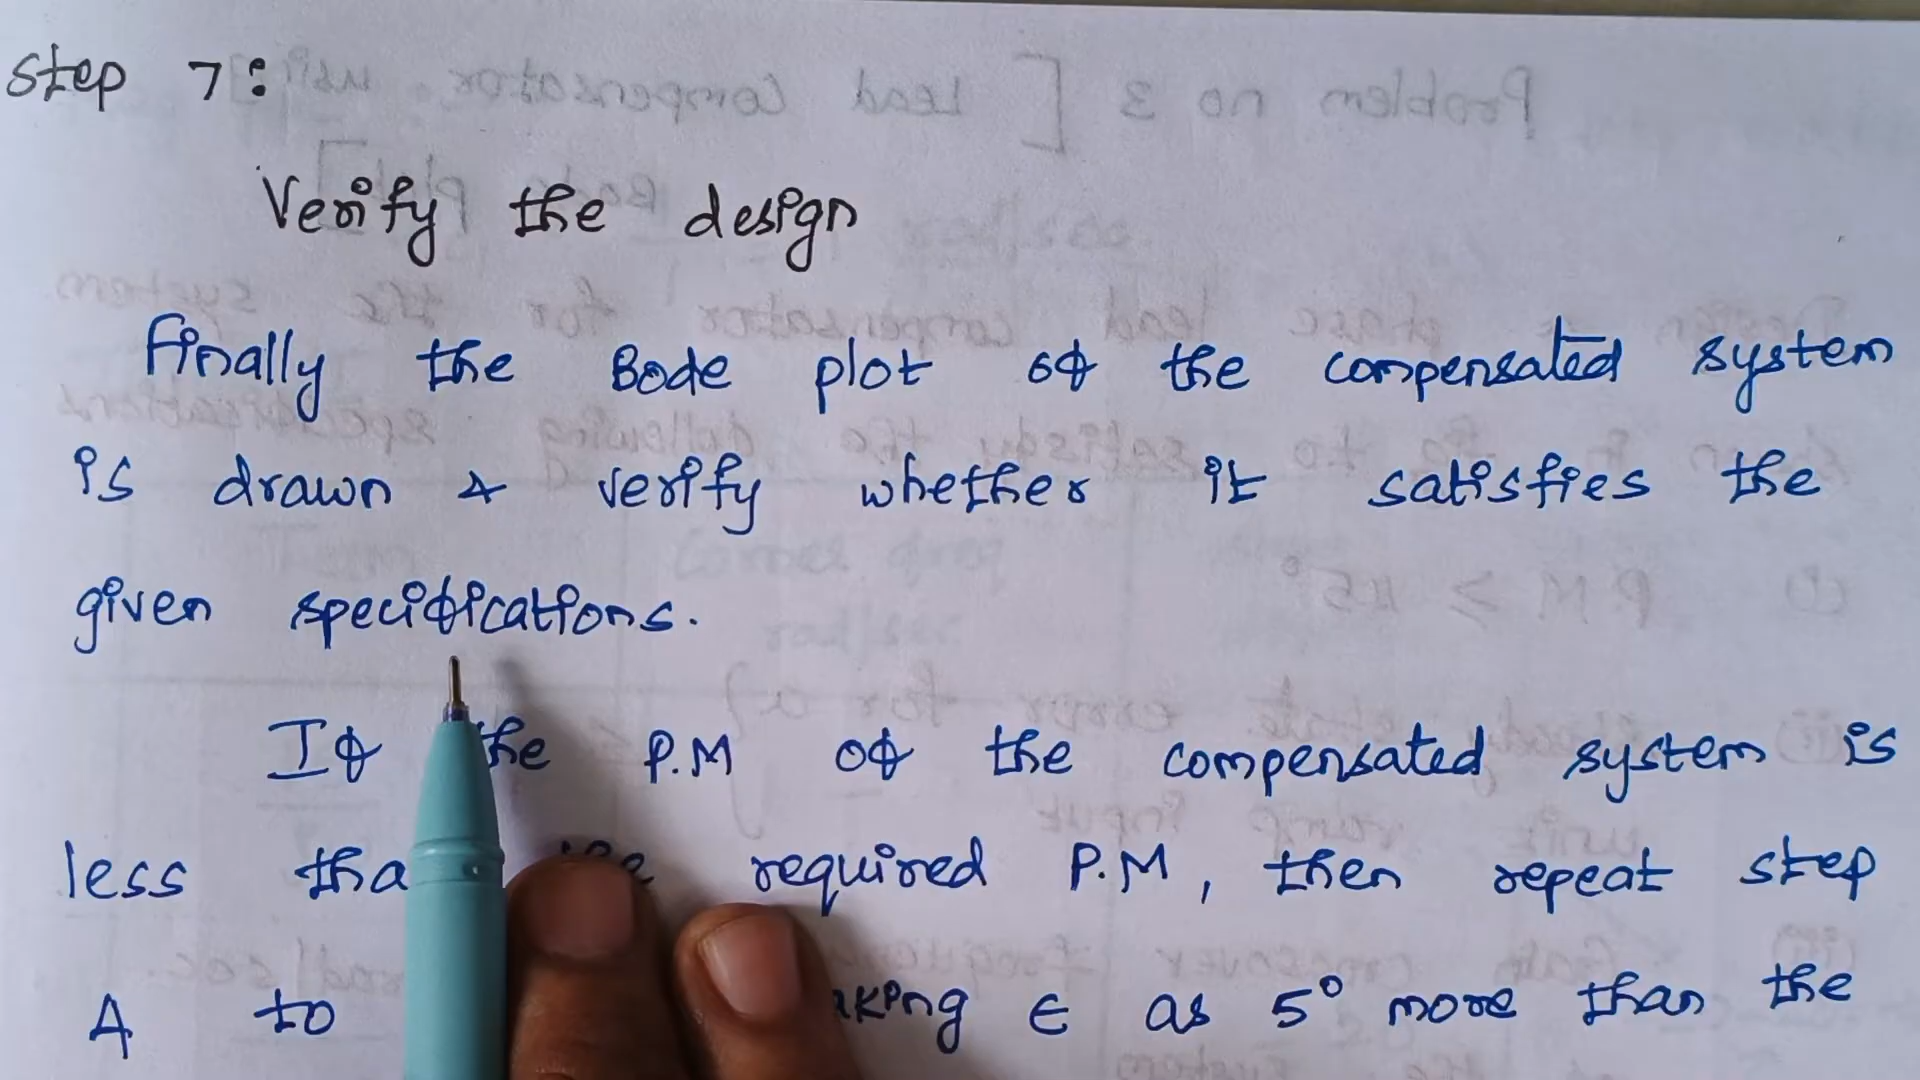 Step 7:
Verify the design
Finally the Bode plot of the compensated system
is drawn & verify whether it satisfies the
given specifications.
If the P.M of the compensated system is
less the required P.M, then repeat step
4 to ∈ as 5° more than the